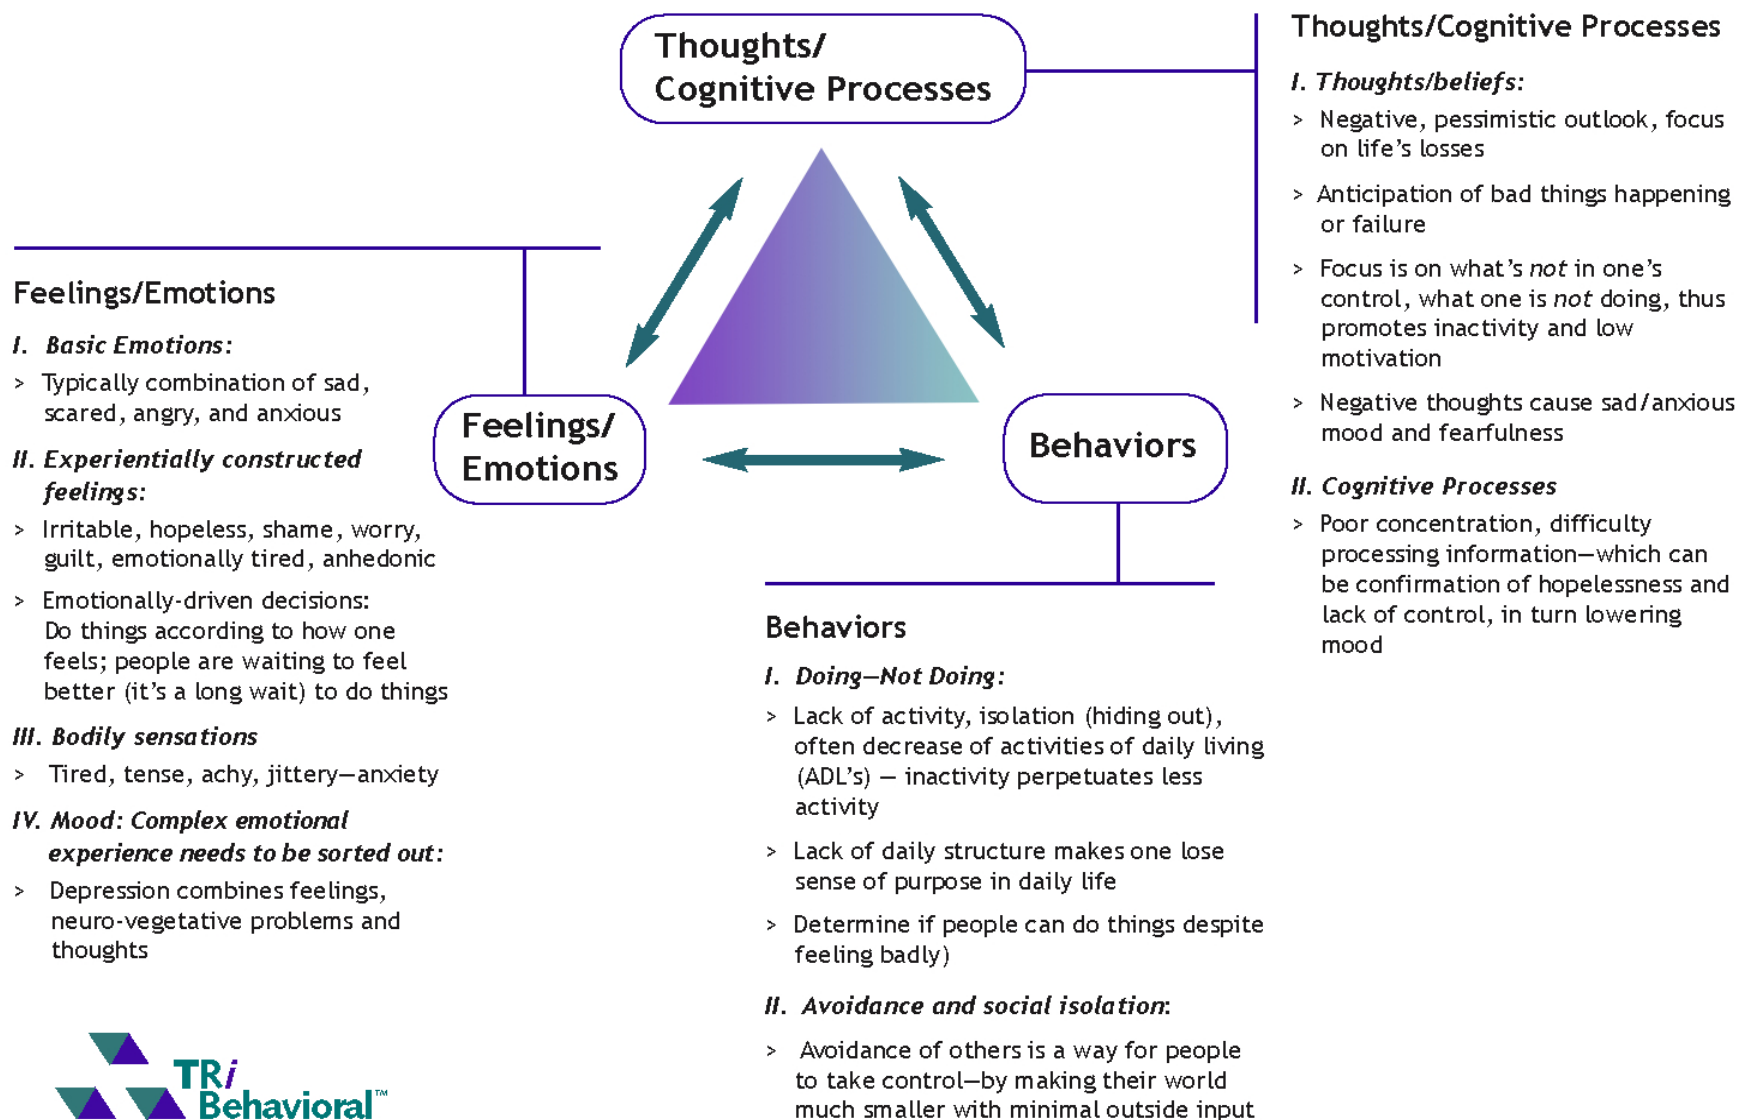 Thoughts/
Cognitive Processes
Feelings/
Emotions
Behaviors
Feelings/Emotions
I. Basic Emotions:
> Typically combination of sad,
scared, angry, and anxious
II. Experientially constructed
feelings:
> Irritable, hopeless, shame, worry,
guilt, emotionally tired, anhedonic
> Emotionally-driven decisions:
Do things according to how one
feels; people are waiting to feel
better (it's a long wait) to do things
III. Bodily sensations
> Tired, tense, achy, jittery—anxiety
IV. Mood: Complex emotional
experience needs to be sorted out:
> Depression combines feelings,
neuro-vegetative problems and
thoughts
Behaviors
I. Doing—Not Doing:
> Lack of activity, isolation (hiding out),
often decrease of activities of daily living
(ADL's) — inactivity perpetuates less
activity
> Lack of daily structure makes one lose
sense of purpose in daily life
> Determine if people can do things despite
feeling badly)
II. Avoidance and social isolation:
> Avoidance of others is a way for people
to take control—by making their world
much smaller with minimal outside input
Thoughts/Cognitive Processes
I. Thoughts/beliefs:
> Negative, pessimistic outlook, focus
on life's losses
> Anticipation of bad things happening
or failure
> Focus is on what's not in one's
control, what one is not doing, thus
promotes inactivity and low
motivation
> Negative thoughts cause sad/anxious
mood and fearfulness
II. Cognitive Processes
> Poor concentration, difficulty
processing information—which can
be confirmation of hopelessness and
lack of control, in turn lowering
mood
TRi
Behavioral™